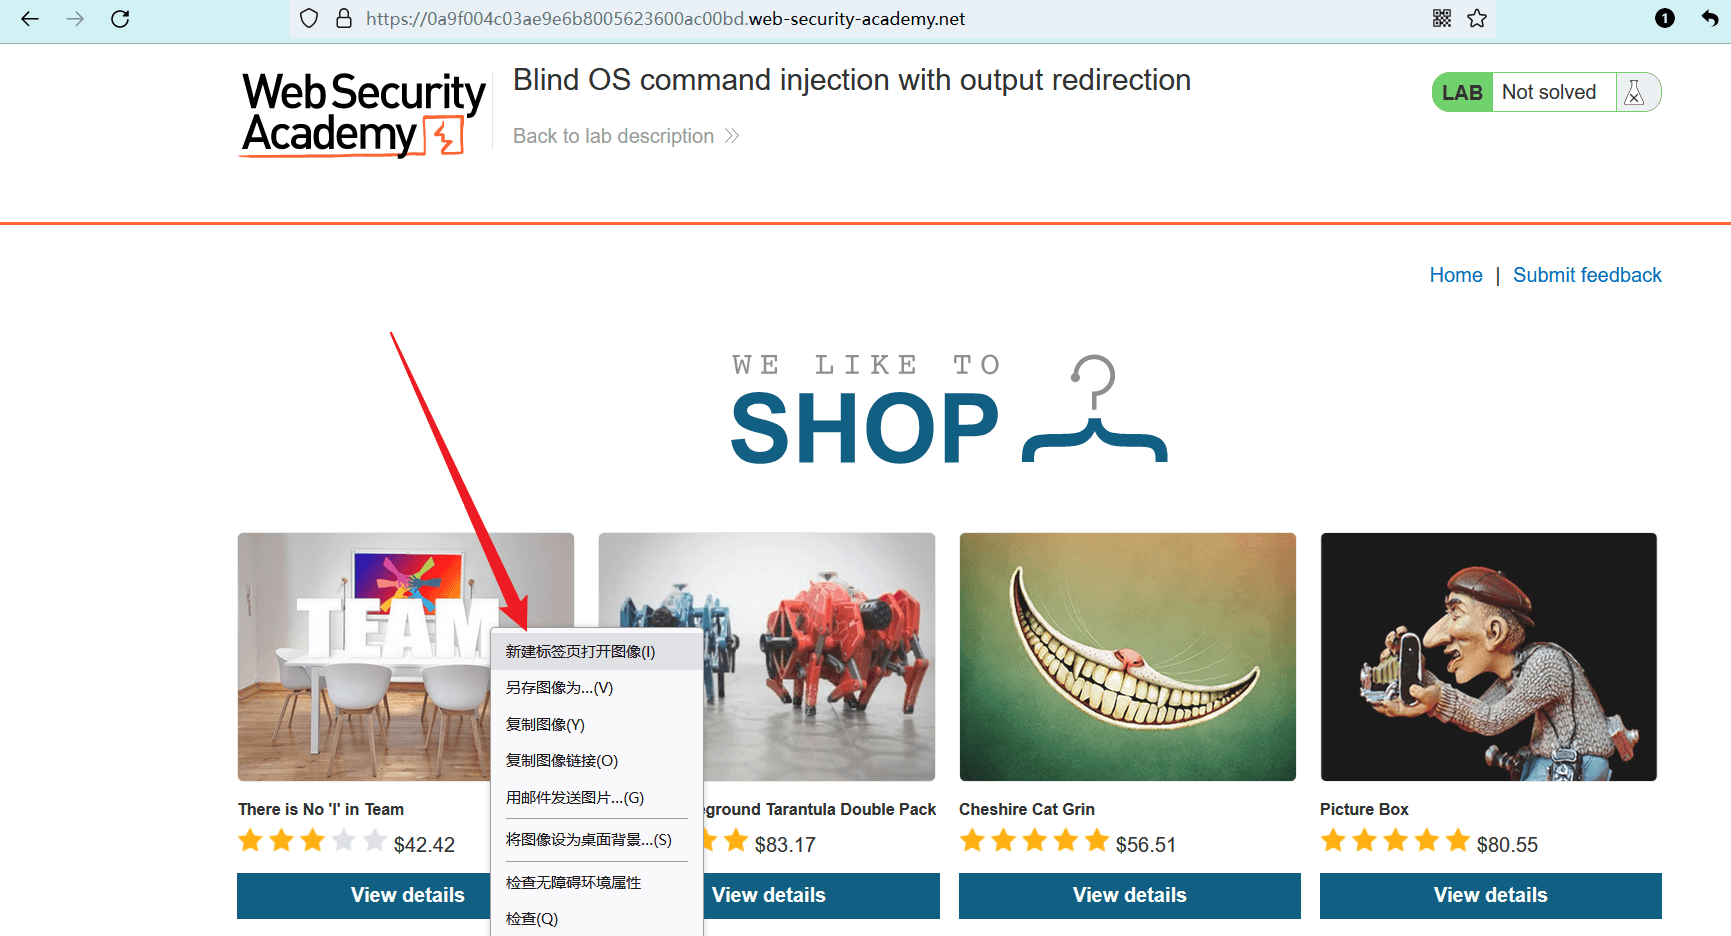 https://0a9f004c03ae9e6b8005623600ac00bd.web-security-academy.net
1
Web Security
Academy
Blind OS command injection with output redirection
Back to lab description
LAB Not solved
Home | Submit feedback
WE LIKE TO
SHOP
TEAM
新建标签页打开图像(I)
另存图像为...(V)
复制图像(Y)
复制图像链接(O)
用邮件发送图片...(G)
将图像设为桌面背景...(S)
检查无障碍环境属性
检查(Q)
There is No 'I' in Team
$42.42
View details
Tarantula Double Pack
$83.17
View details
Cheshire Cat Grin
$56.51
View details
Picture Box
$80.55
View details